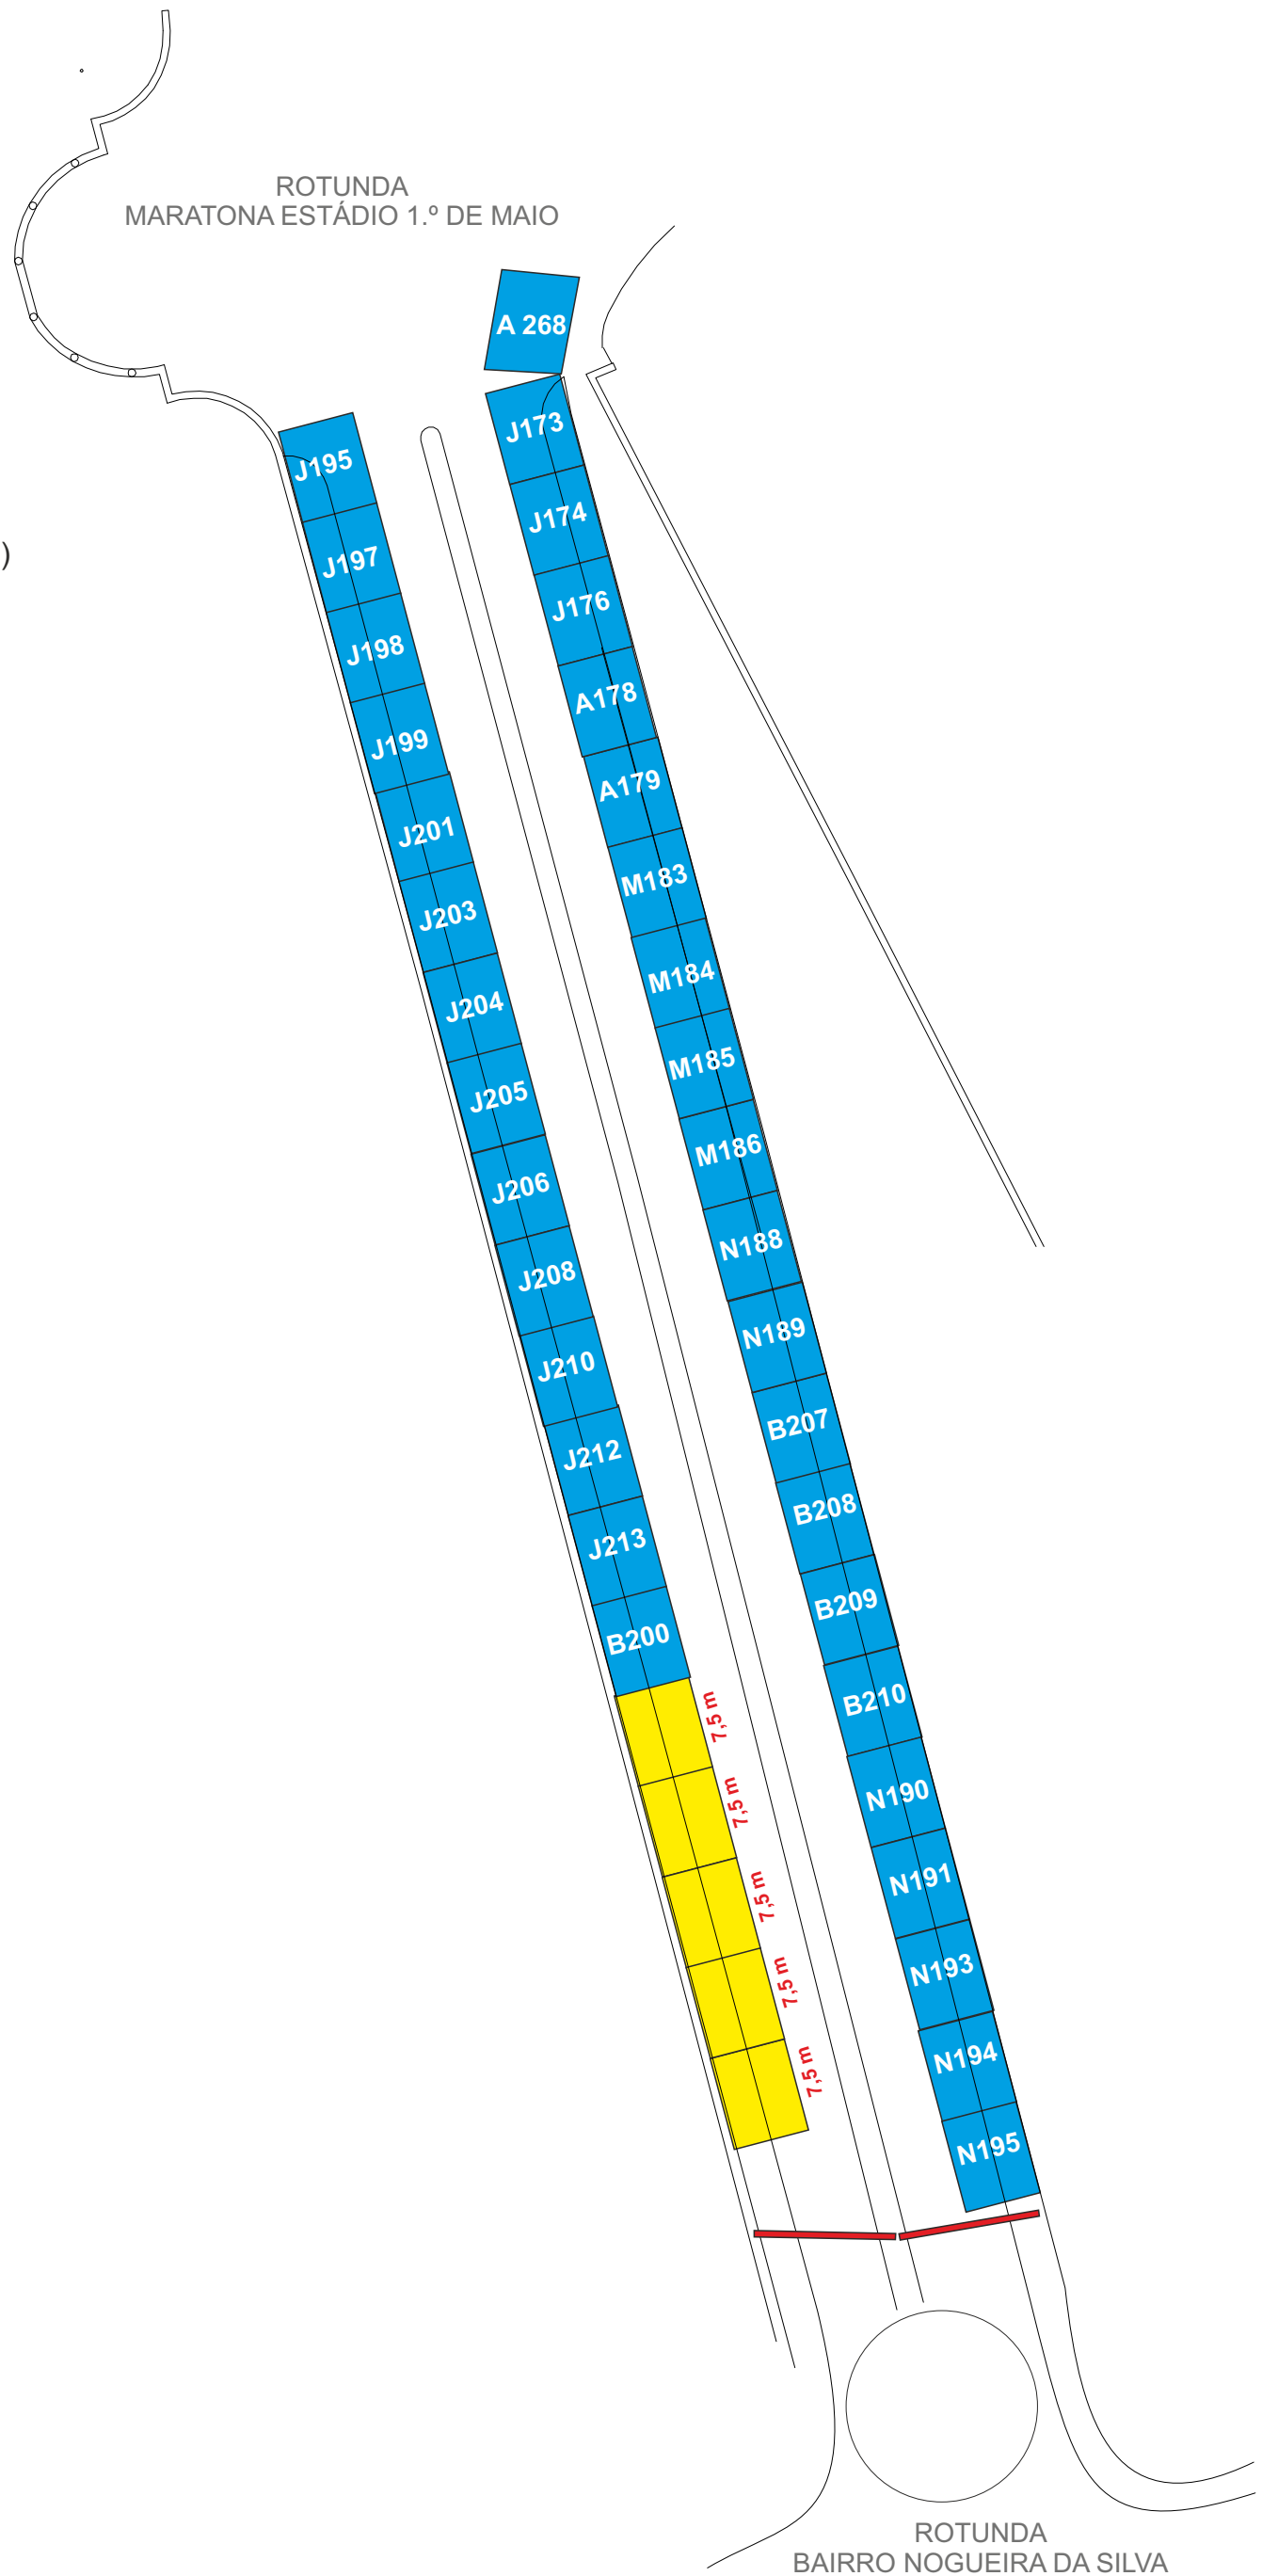 ROTUNDA
MARATONA ESTÁDIO 1.º DE MAIO
A 268
J173
J174
J176
A178
A179
M183
M184
M185
M186
N188
N189
B207
B208
B209
B210
N190
N191
N193
N194
N195
)
J195
J197
J198
J199
J201
J203
J204
J205
J206
J208
J210
J212
J213
B200
7,5 m
7,5 m
7,5 m
7,5 m
7,5 m
ROTUNDA
BAIRRO NOGUEIRA DA SILVA